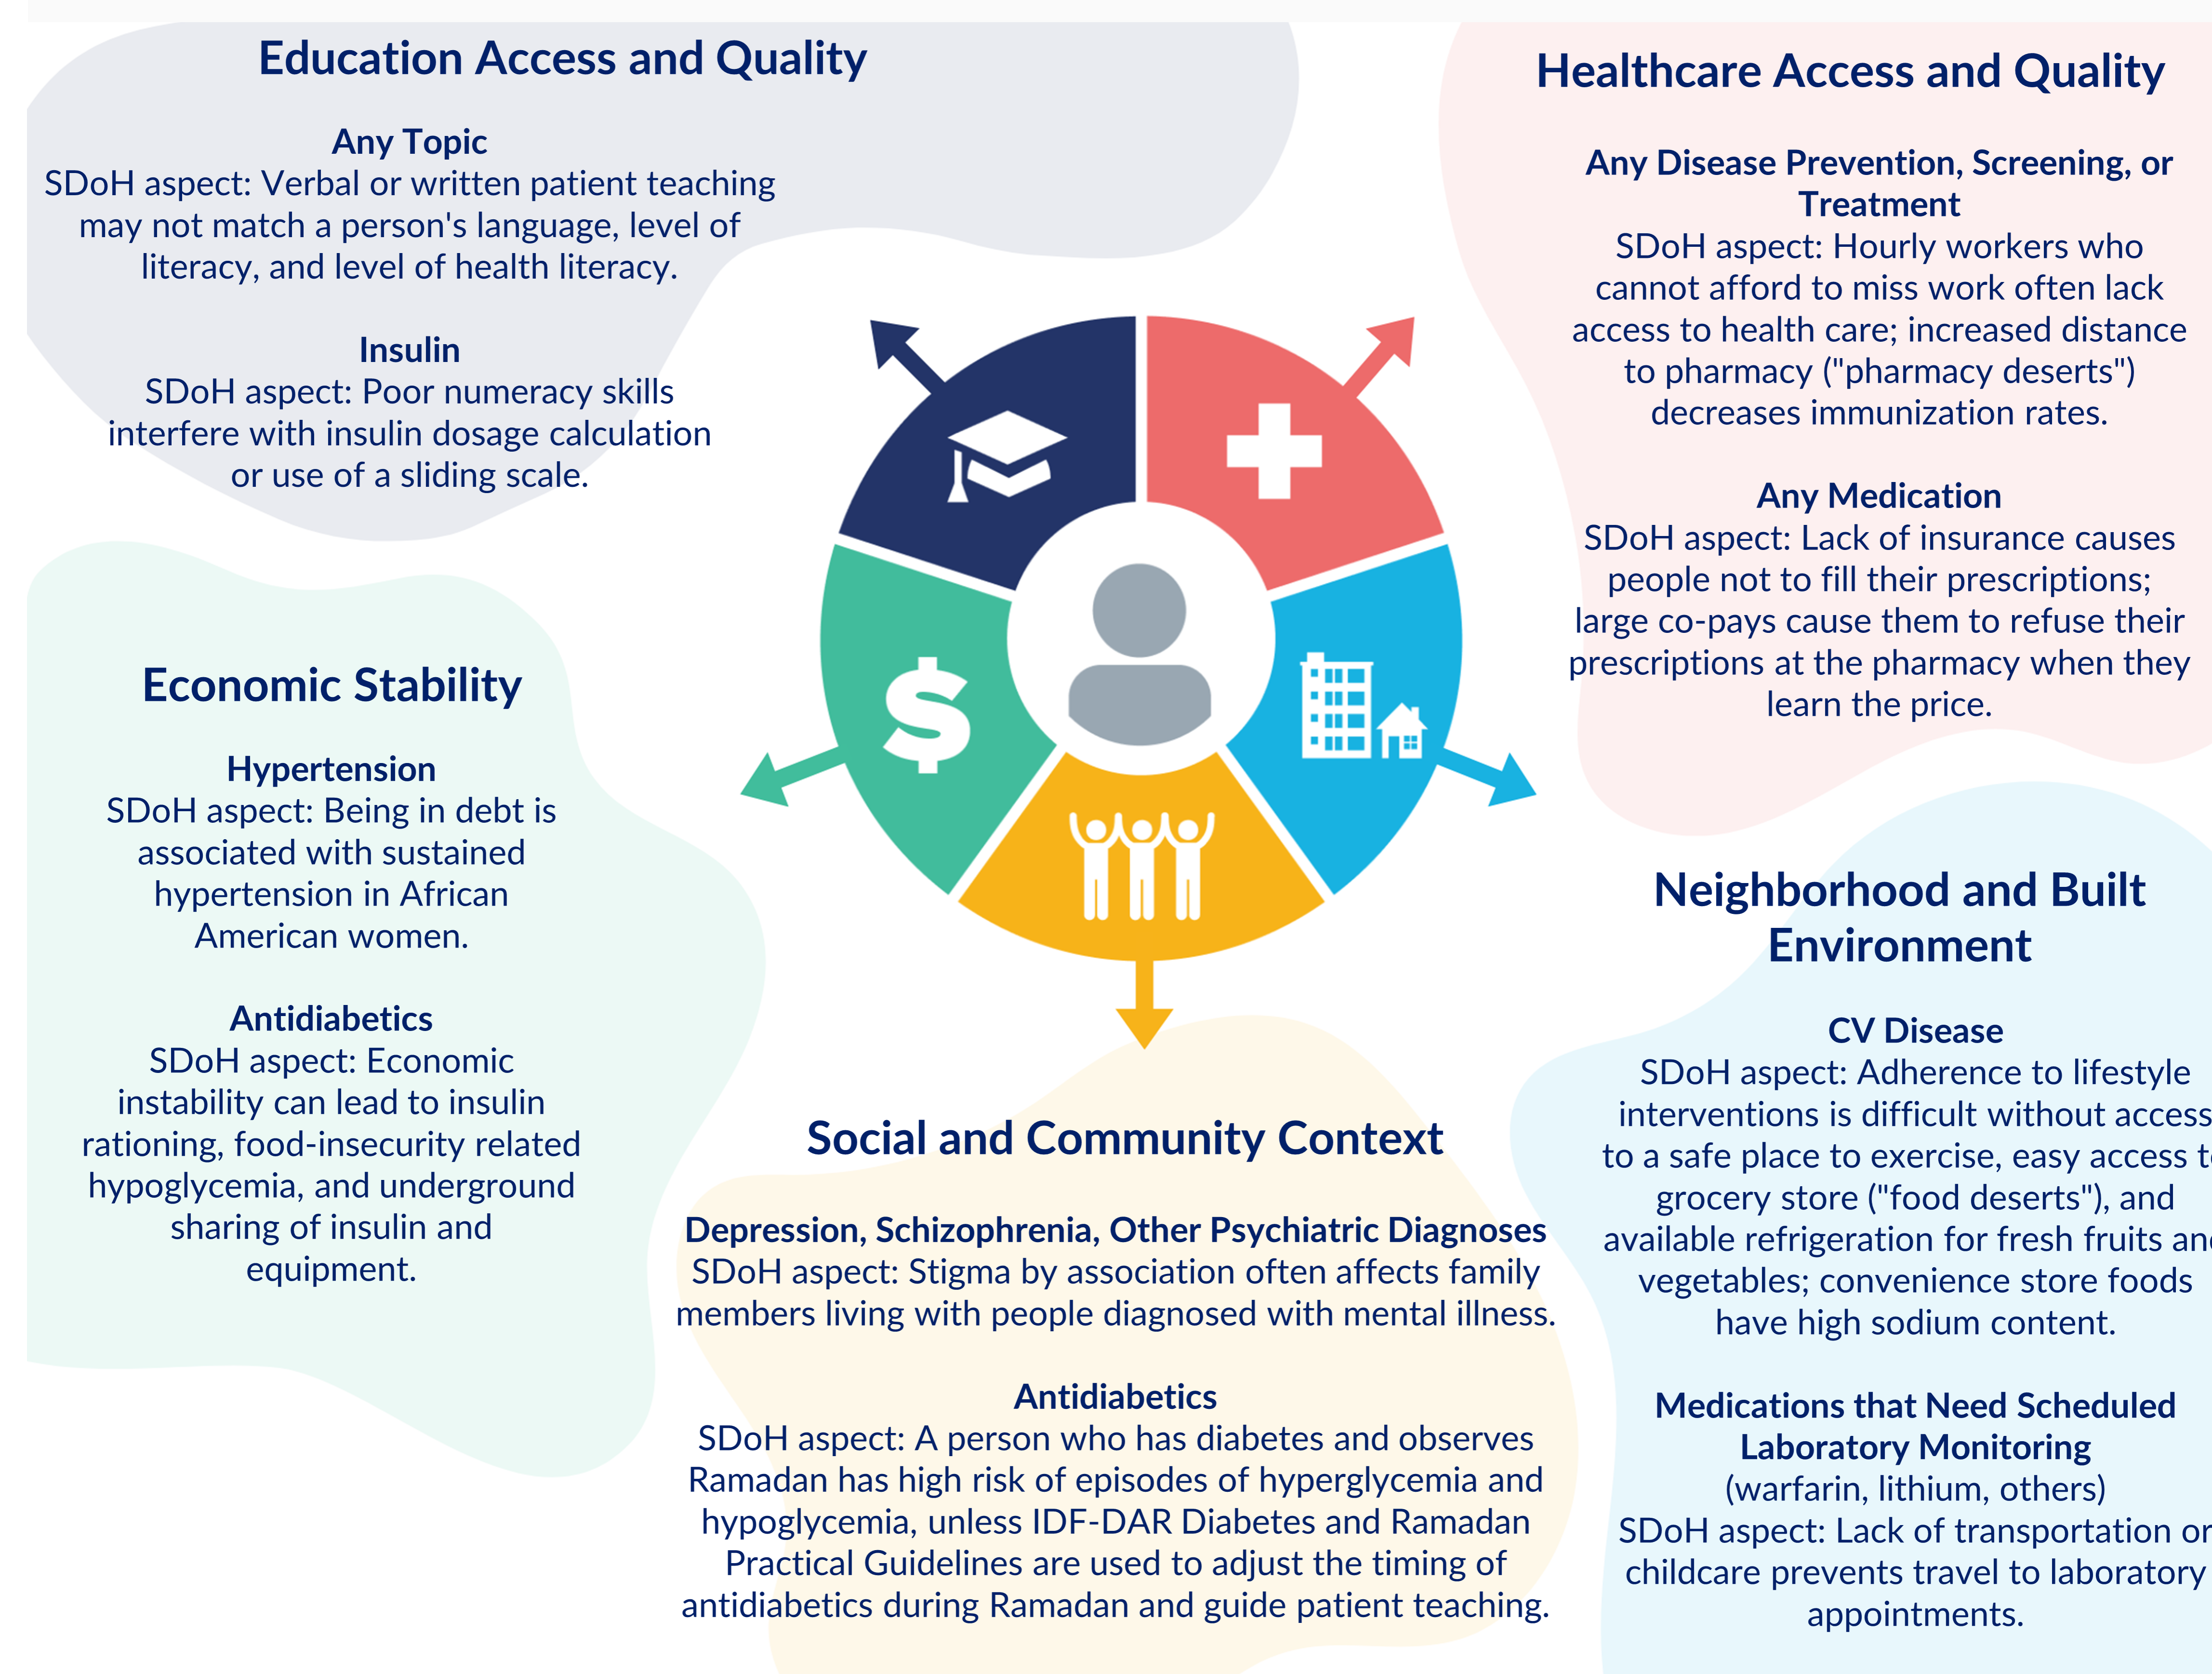 Education Access and Quality
Any Topic
SDoH aspect: Verbal or written patient teaching
may not match a person's language, level of
literacy, and level of health literacy.
Insulin
SDoH aspect: Poor numeracy skills
interfere with insulin dosage calculation
or use of a sliding scale.
Healthcare Access and Quality
Any Disease Prevention, Screening, or
Treatment
SDoH aspect: Hourly workers who
cannot afford to miss work often lack
access to health care; increased distance
to pharmacy ("pharmacy deserts")
decreases immunization rates.
Any Medication
SDoH aspect: Lack of insurance causes
people not to fill their prescriptions;
large co-pays cause them to refuse their
prescriptions at the pharmacy when they
learn the price.
Economic Stability
Hypertension
SDoH aspect: Being in debt is
associated with sustained
hypertension in African
American women.
Antidiabetics
SDoH aspect: Economic
instability can lead to insulin
rationing, food-insecurity related
hypoglycemia, and underground
sharing of insulin and
equipment.
$
Social and Community Context
Depression, Schizophrenia, Other Psychiatric Diagnoses
SDoH aspect: Stigma by association often affects family
members living with people diagnosed with mental illness.
Antidiabetics
SDoH aspect: A person who has diabetes and observes
Ramadan has high risk of episodes of hyperglycemia and
hypoglycemia, unless IDF-DAR Diabetes and Ramadan
Practical Guidelines are used to adjust the timing of
antidiabetics during Ramadan and guide patient teaching.
Neighborhood and Built
Environment
CV Disease
SDoH aspect: Adherence to lifestyle
interventions is difficult without access
to a safe place to exercise, easy access
grocery store ("food deserts"), and
available refrigeration for fresh fruits
vegetables; convenience store foods
have high sodium content.
Medications that Need Scheduled
Laboratory Monitoring
(warfarin, lithium, others)
SDoH aspect: Lack of transportation or
childcare prevents travel to laboratory
appointments.